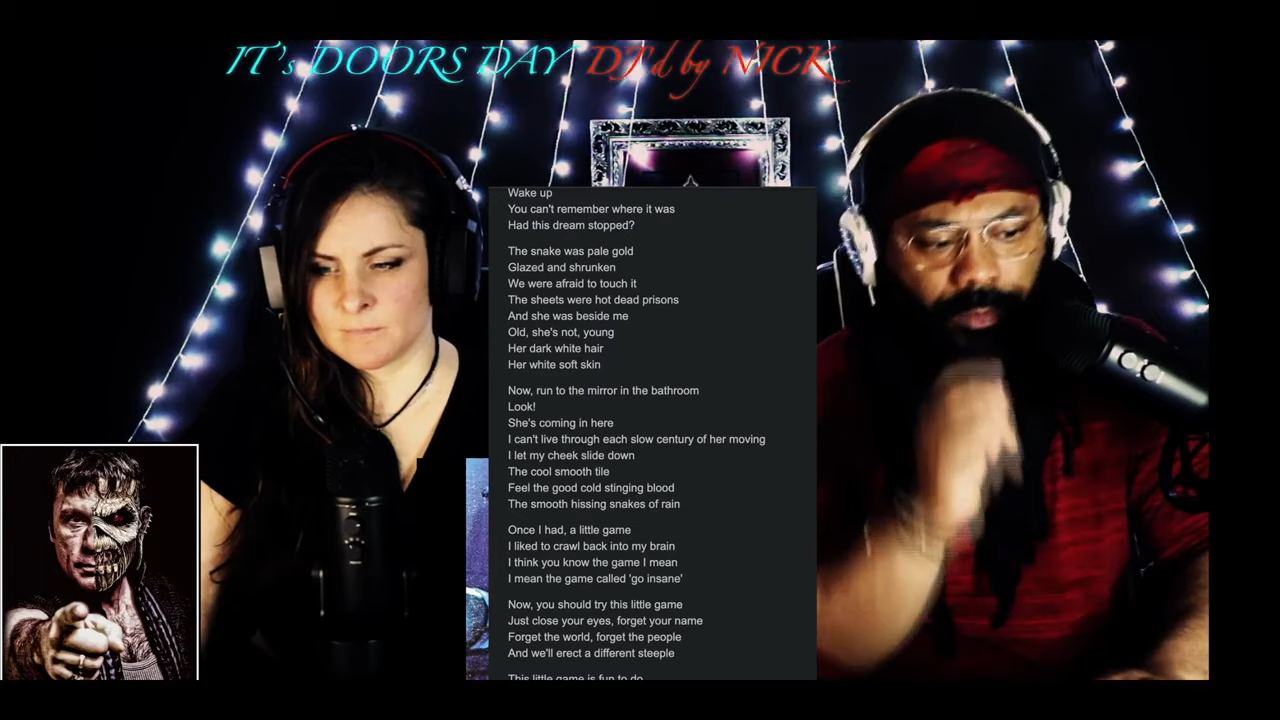 IT's DOORS DAY DJ'd by NICK
Wake up
You can't remember where it was
Had this dream stopped?
The snake was pale gold
Glazed and shrunken
We were afraid to touch it
The sheets were hot dead prisons
And she was beside me
Old, she's not, young
Her dark white hair
Her white soft skin
Now, run to the mirror in the bathroom
Look!
She's coming in here
I can't live through each slow century of her moving
I let my cheek slide down
The cool smooth tile
Feel the good cold stinging blood
The smooth hissing snakes of rain
Once I had, a little game
I liked to crawl back into my brain
I think you know the game I mean
I mean the game called 'go insane'
Now, you should try this little game
Just close your eyes, forget your name
Forget the world, forget the people
And we'll erect a different steeple
This little game is fun to do